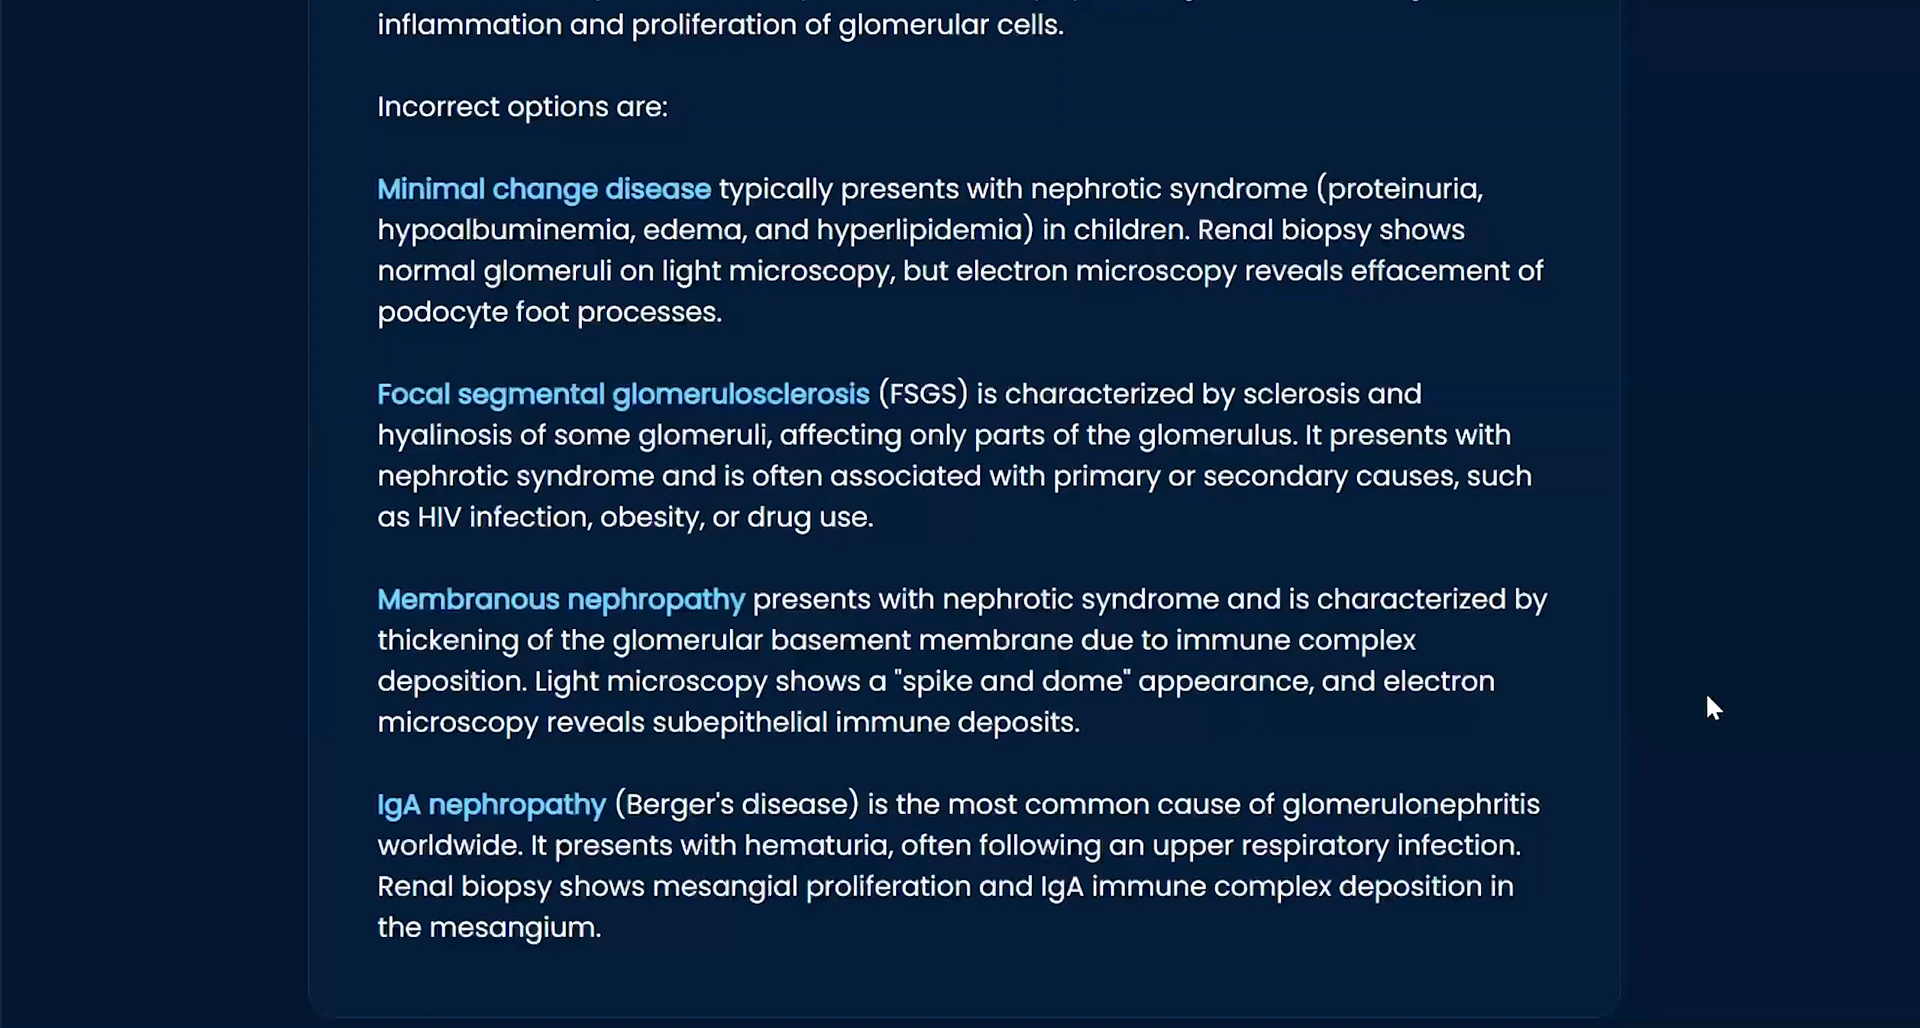 inflammation and proliferation of glomerular cells.
Incorrect options are:
Minimal change disease typically presents with nephrotic syndrome (proteinuria,
hypoalbuminemia, edema, and hyperlipidemia) in children. Renal biopsy shows
normal glomeruli on light microscopy, but electron microscopy reveals effacement of
podocyte foot processes.
Focal segmental glomerulosclerosis (FSGS) is characterized by sclerosis and
hyalinosis of some glomeruli, affecting only parts of the glomerulus. It presents with
nephrotic syndrome and is often associated with primary or secondary causes, such
as HIV infection, obesity, or drug use.
Membranous nephropathy presents with nephrotic syndrome and is characterized by
thickening of the glomerular basement membrane due to immune complex
deposition. Light microscopy shows a "spike and dome" appearance, and electron
microscopy reveals subepithelial immune deposits.
IgA nephropathy (Berger's disease) is the most common cause of glomerulonephritis
worldwide. It presents with hematuria, often following an upper respiratory infection.
Renal biopsy shows mesangial proliferation and IgA immune complex deposition in
the mesangium.